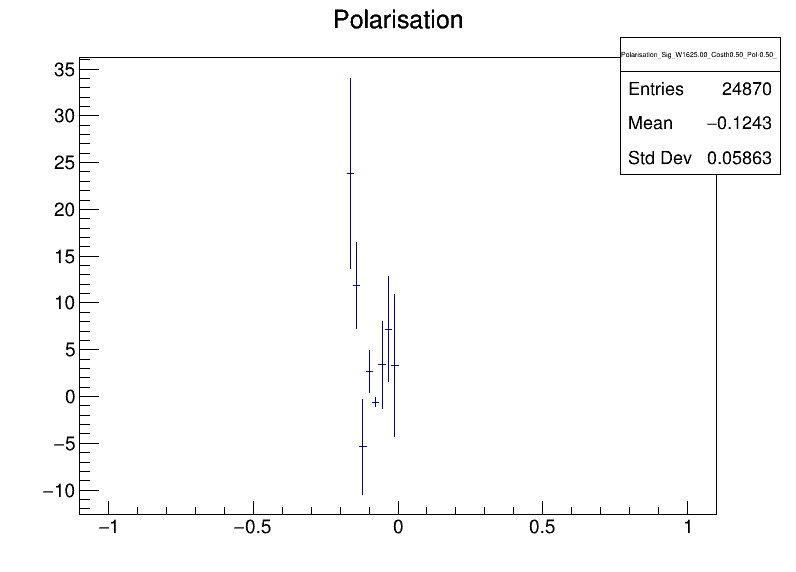 Polarisation
Polarisation_Sig_W1625.00_Costh0.50_Pol-0.50_
Entries 24870
Mean −0.1243
Std Dev 0.05863
35
30
25
20
15
10
5
0
−5
−10
−1 −0.5 0 0.5 1